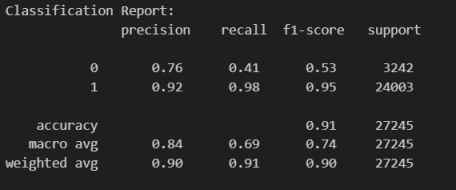 Classification Report:
precision recall f1-score support
0 0.76 0.41 0.53 3242
1 0.92 0.98 0.95 24003
accuracy 0.91 27245
macro avg 0.84 0.69 0.74 27245
weighted avg 0.90 0.91 0.90 27245